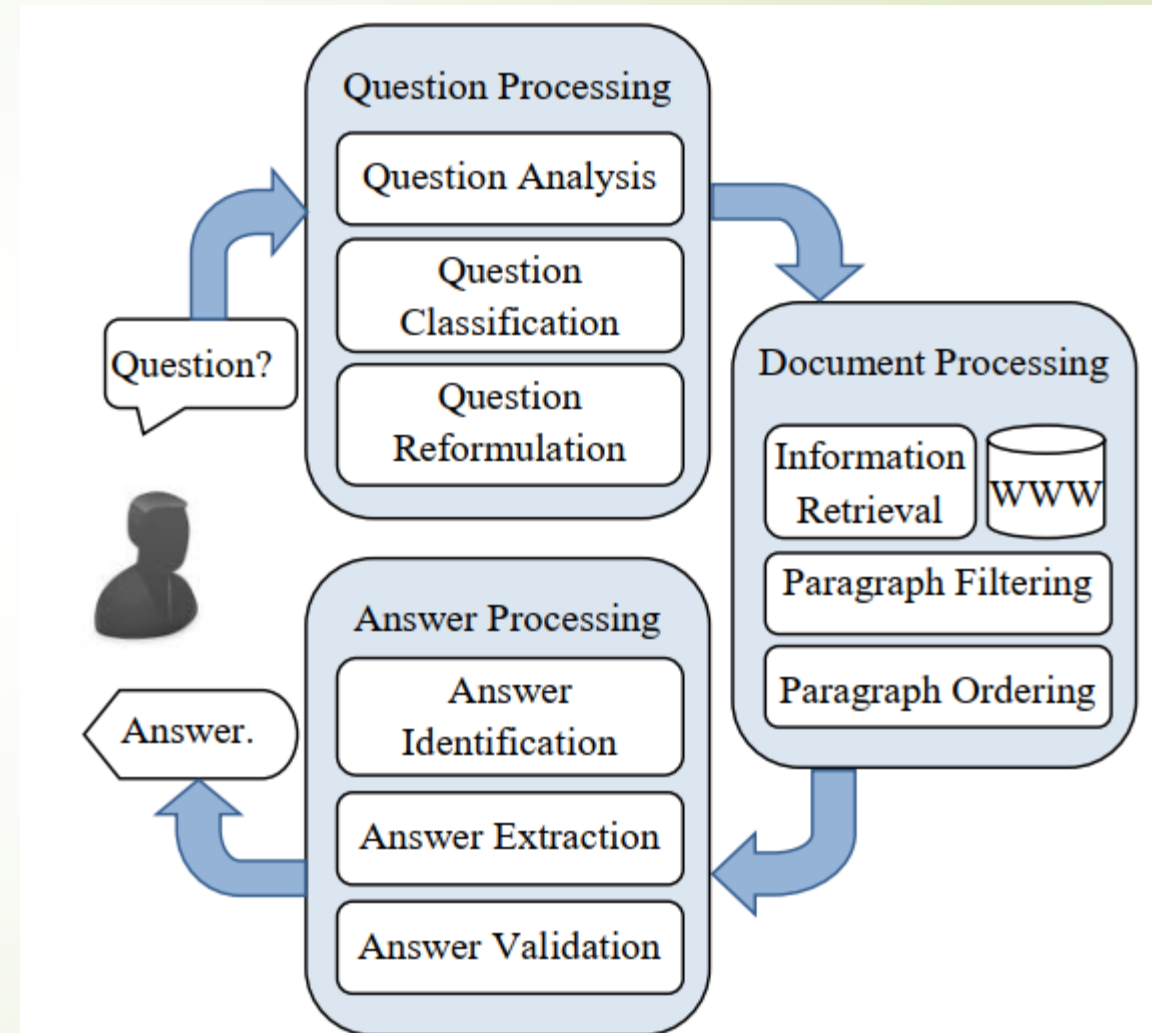 Question Processing
Question Analysis
Question
Classification
Question
Reformulation
Question?
Document Processing
Information
Retrieval
WWW
Paragraph Filtering
Paragraph Ordering
Answer Processing
Answer
Identification
Answer Extraction
Answer Validation
Answer.